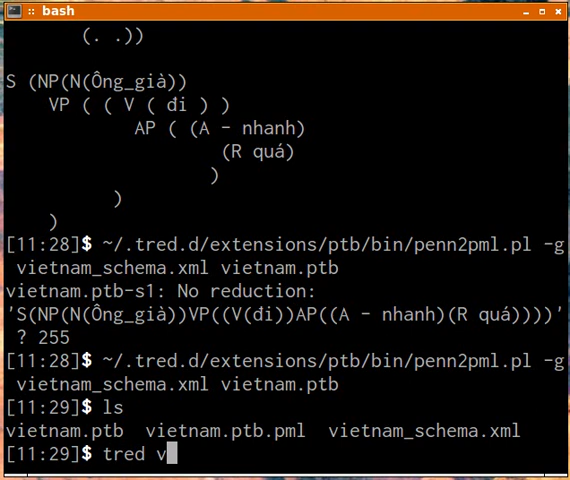 :: bash
(. .))
S (NP(N(Ông_già))
VP ( ( V ( đi ) )
AP ( (A - nhanh)
(R quá)
)
)
)
[11:28]$ ~/.tred.d/extensions/ptb/bin/penn2pml.pl -g
vietnam_schema.xml vietnam.ptb
vietnam.ptb-s1: No reduction:
'S(NP(N(Ông_già))VP((V(đi))AP((A - nhanh)(R quá))))'
? 255
[11:28]$ ~/.tred.d/extensions/ptb/bin/penn2pml.pl -g
vietnam_schema.xml vietnam.ptb
[11:29]$ ls
vietnam.ptb vietnam.ptb.pml vietnam_schema.xml
[11:29]$ tred v